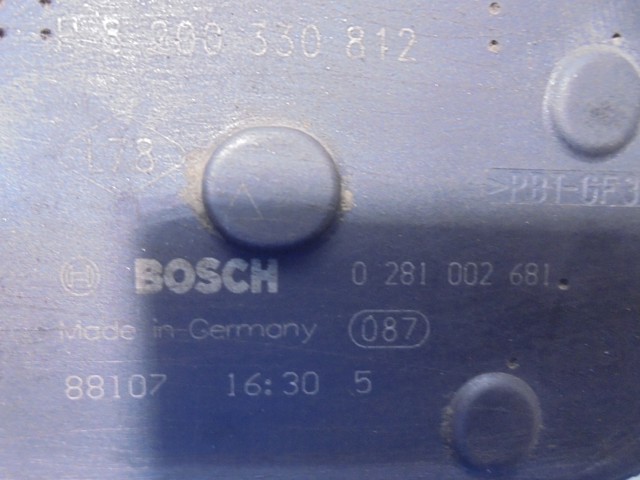 8 200 330 812
178
>PBT-GF3
BOSCH 0 281 002 681
Made in Germany 087
88107 16:30 5